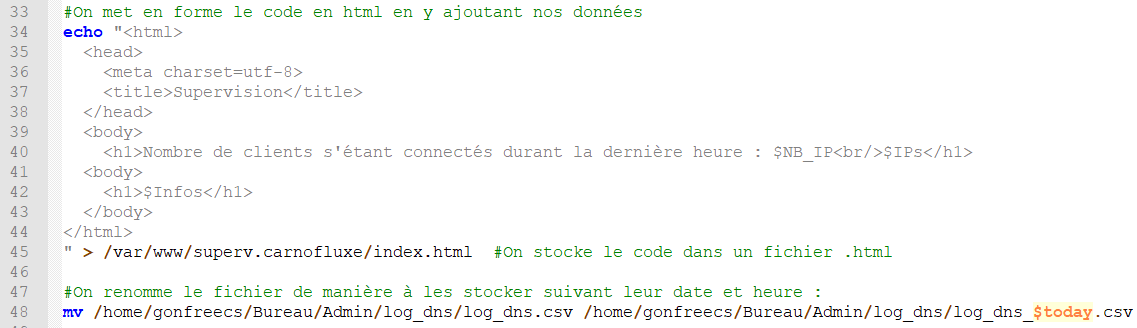 33 #On met en forme le code en html en y ajoutant nos données
34 echo "<html>
35   <head>
36     <meta charset=utf-8>
37     <title>Supervision</title>
38   </head>
39   <body>
40     <h1>Nombre de clients s'étant connectés durant la dernière heure : $NB_IP<br/>$IPs</h1>
41   <body>
42     <h1>$Infos</h1>
43   </body>
44 </html>
45 " > /var/www/superv.carnofluxe/index.html  #On stocke le code dans un fichier .html
46
47 #On renomme le fichier de manière à les stocker suivant leur date et heure :
48 mv /home/gonfreecs/Bureau/Admin/log_dns/log_dns.csv /home/gonfreecs/Bureau/Admin/log_dns/log_dns_$today.csv